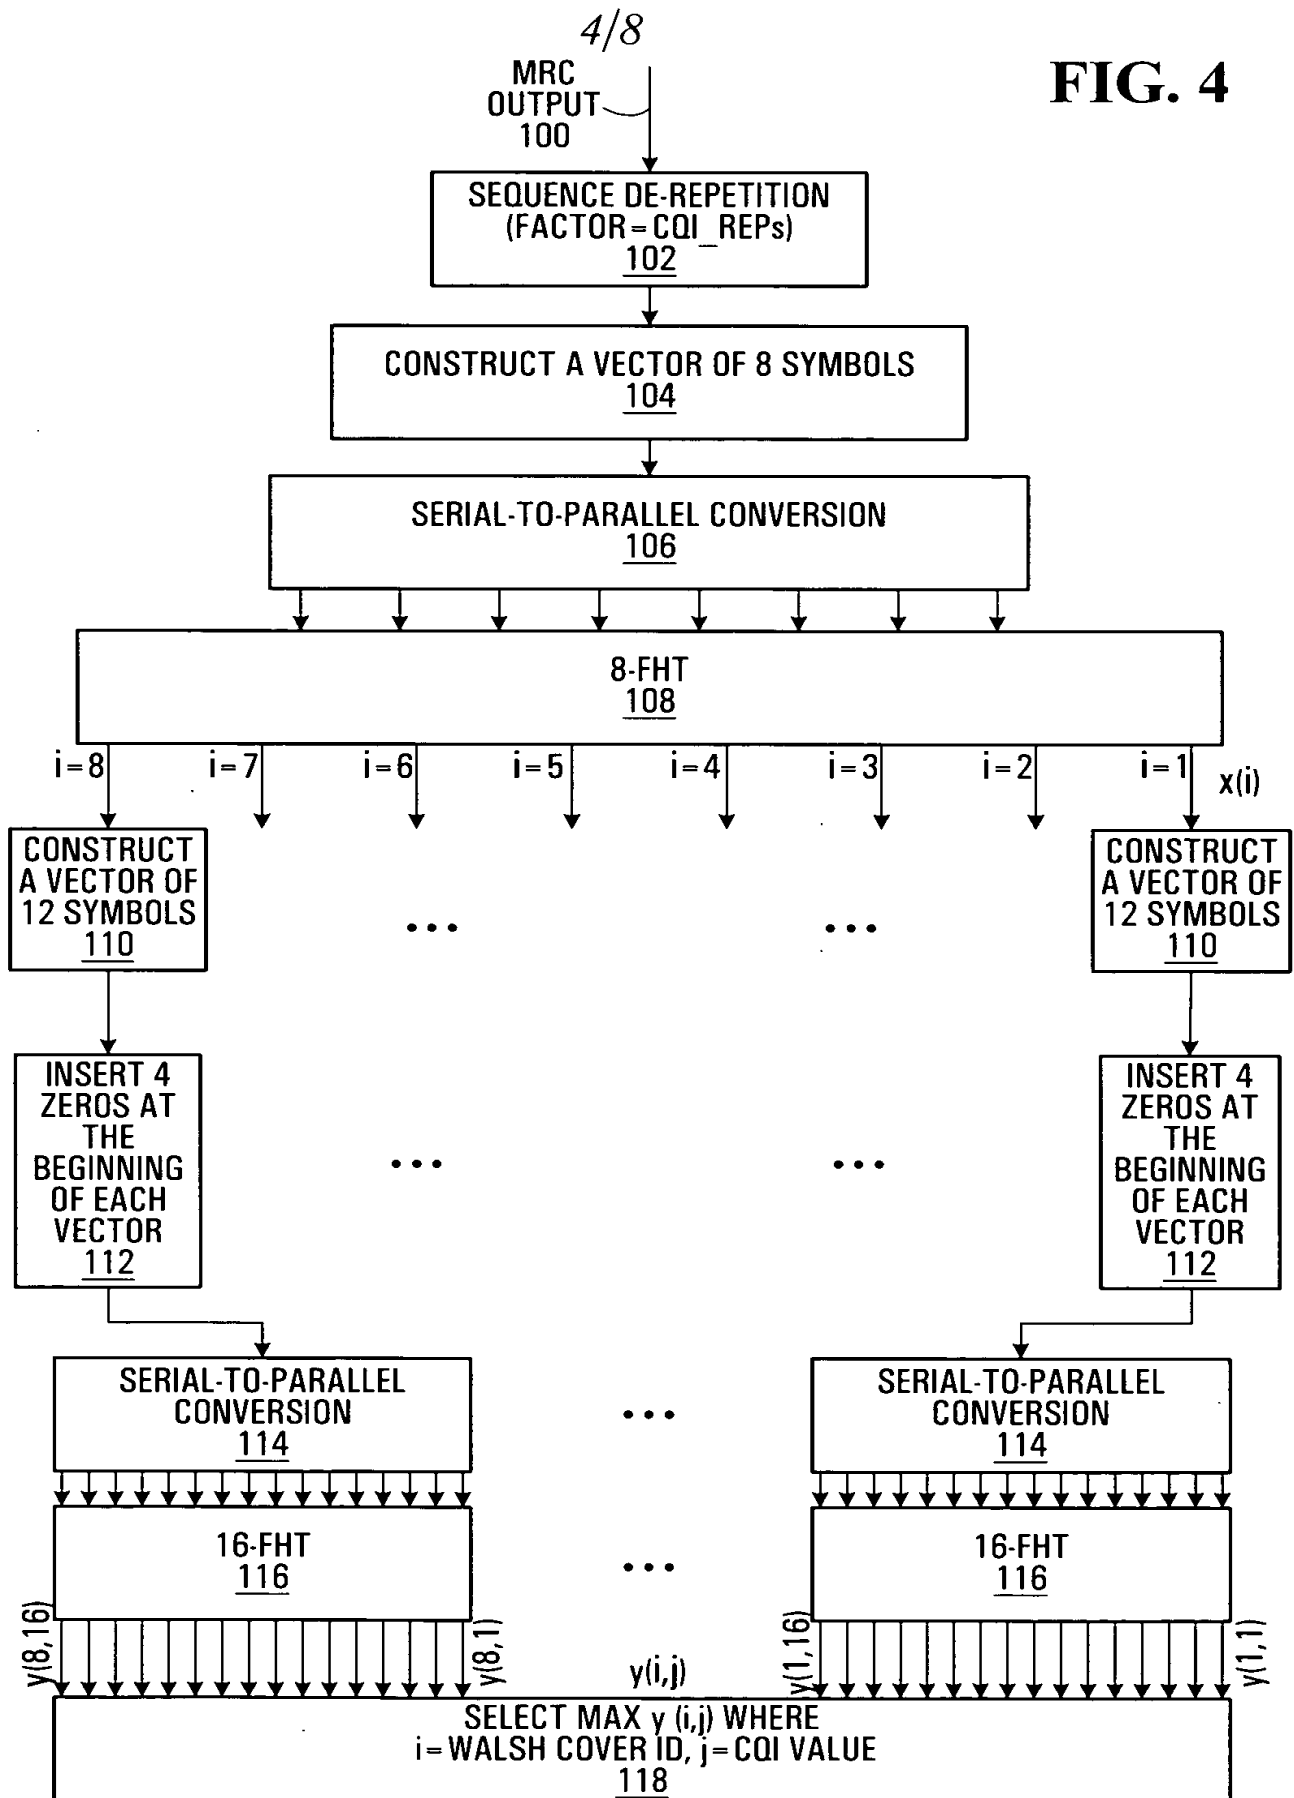 4/8
FIG. 4
MRC
OUTPUT
100
SEQUENCE DE-REPETITION
(FACTOR=CQI_REPs)
102
CONSTRUCT A VECTOR OF 8 SYMBOLS
104
SERIAL-TO-PARALLEL CONVERSION
106
8-FHT
108
i=8 i=7 i=6 i=5 i=4 i=3 i=2 i=1 x(i)
CONSTRUCT
A VECTOR OF
12 SYMBOLS
110
CONSTRUCT
A VECTOR OF
12 SYMBOLS
110
INSERT 4
ZEROS AT
THE
BEGINNING
OF EACH
VECTOR
112
INSERT 4
ZEROS AT
THE
BEGINNING
OF EACH
VECTOR
112
SERIAL-TO-PARALLEL
CONVERSION
114
SERIAL-TO-PARALLEL
CONVERSION
114
16-FHT
116
16-FHT
116
y(8,16)
y(8,1)
y(i,j)
y(1,16)
y(1,1)
SELECT MAX y (i,j) WHERE
i=WALSH COVER ID, j=CQI VALUE
118